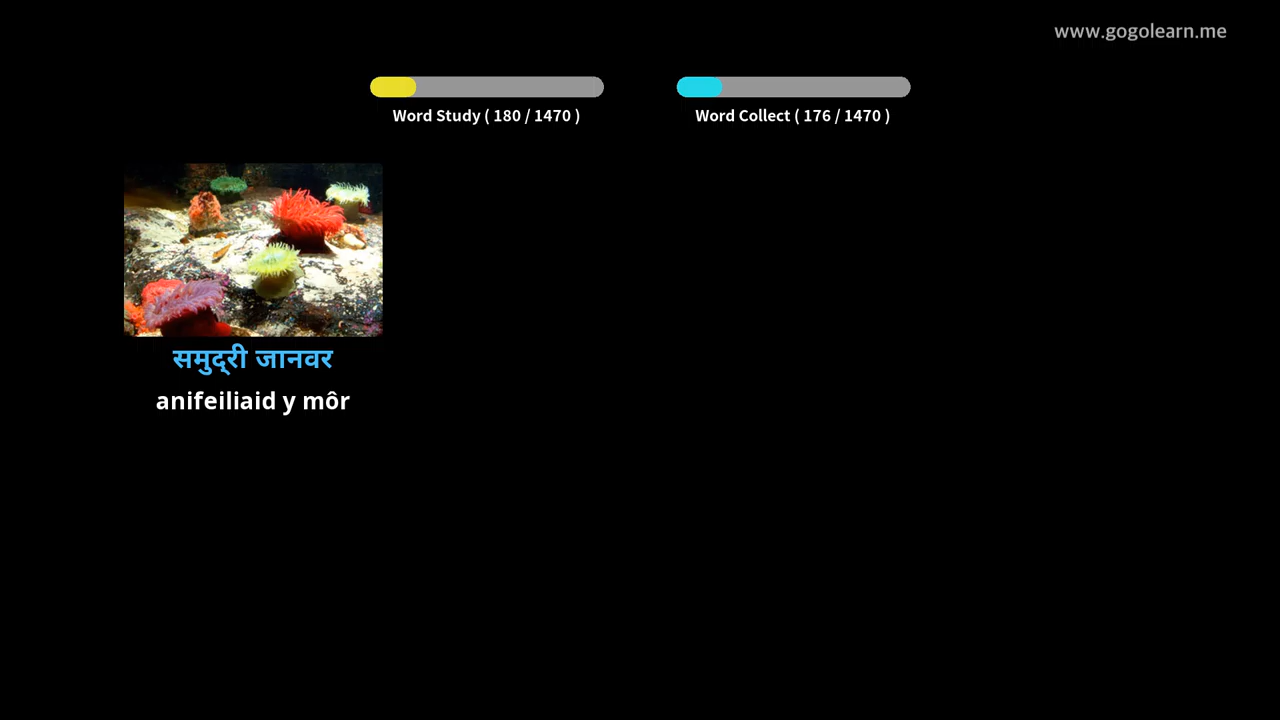 www.gogolearn.me
Word Study ( 180 / 1470 )
Word Collect ( 176 / 1470 )
समुद्री जानवर
anifeiliaid y môr